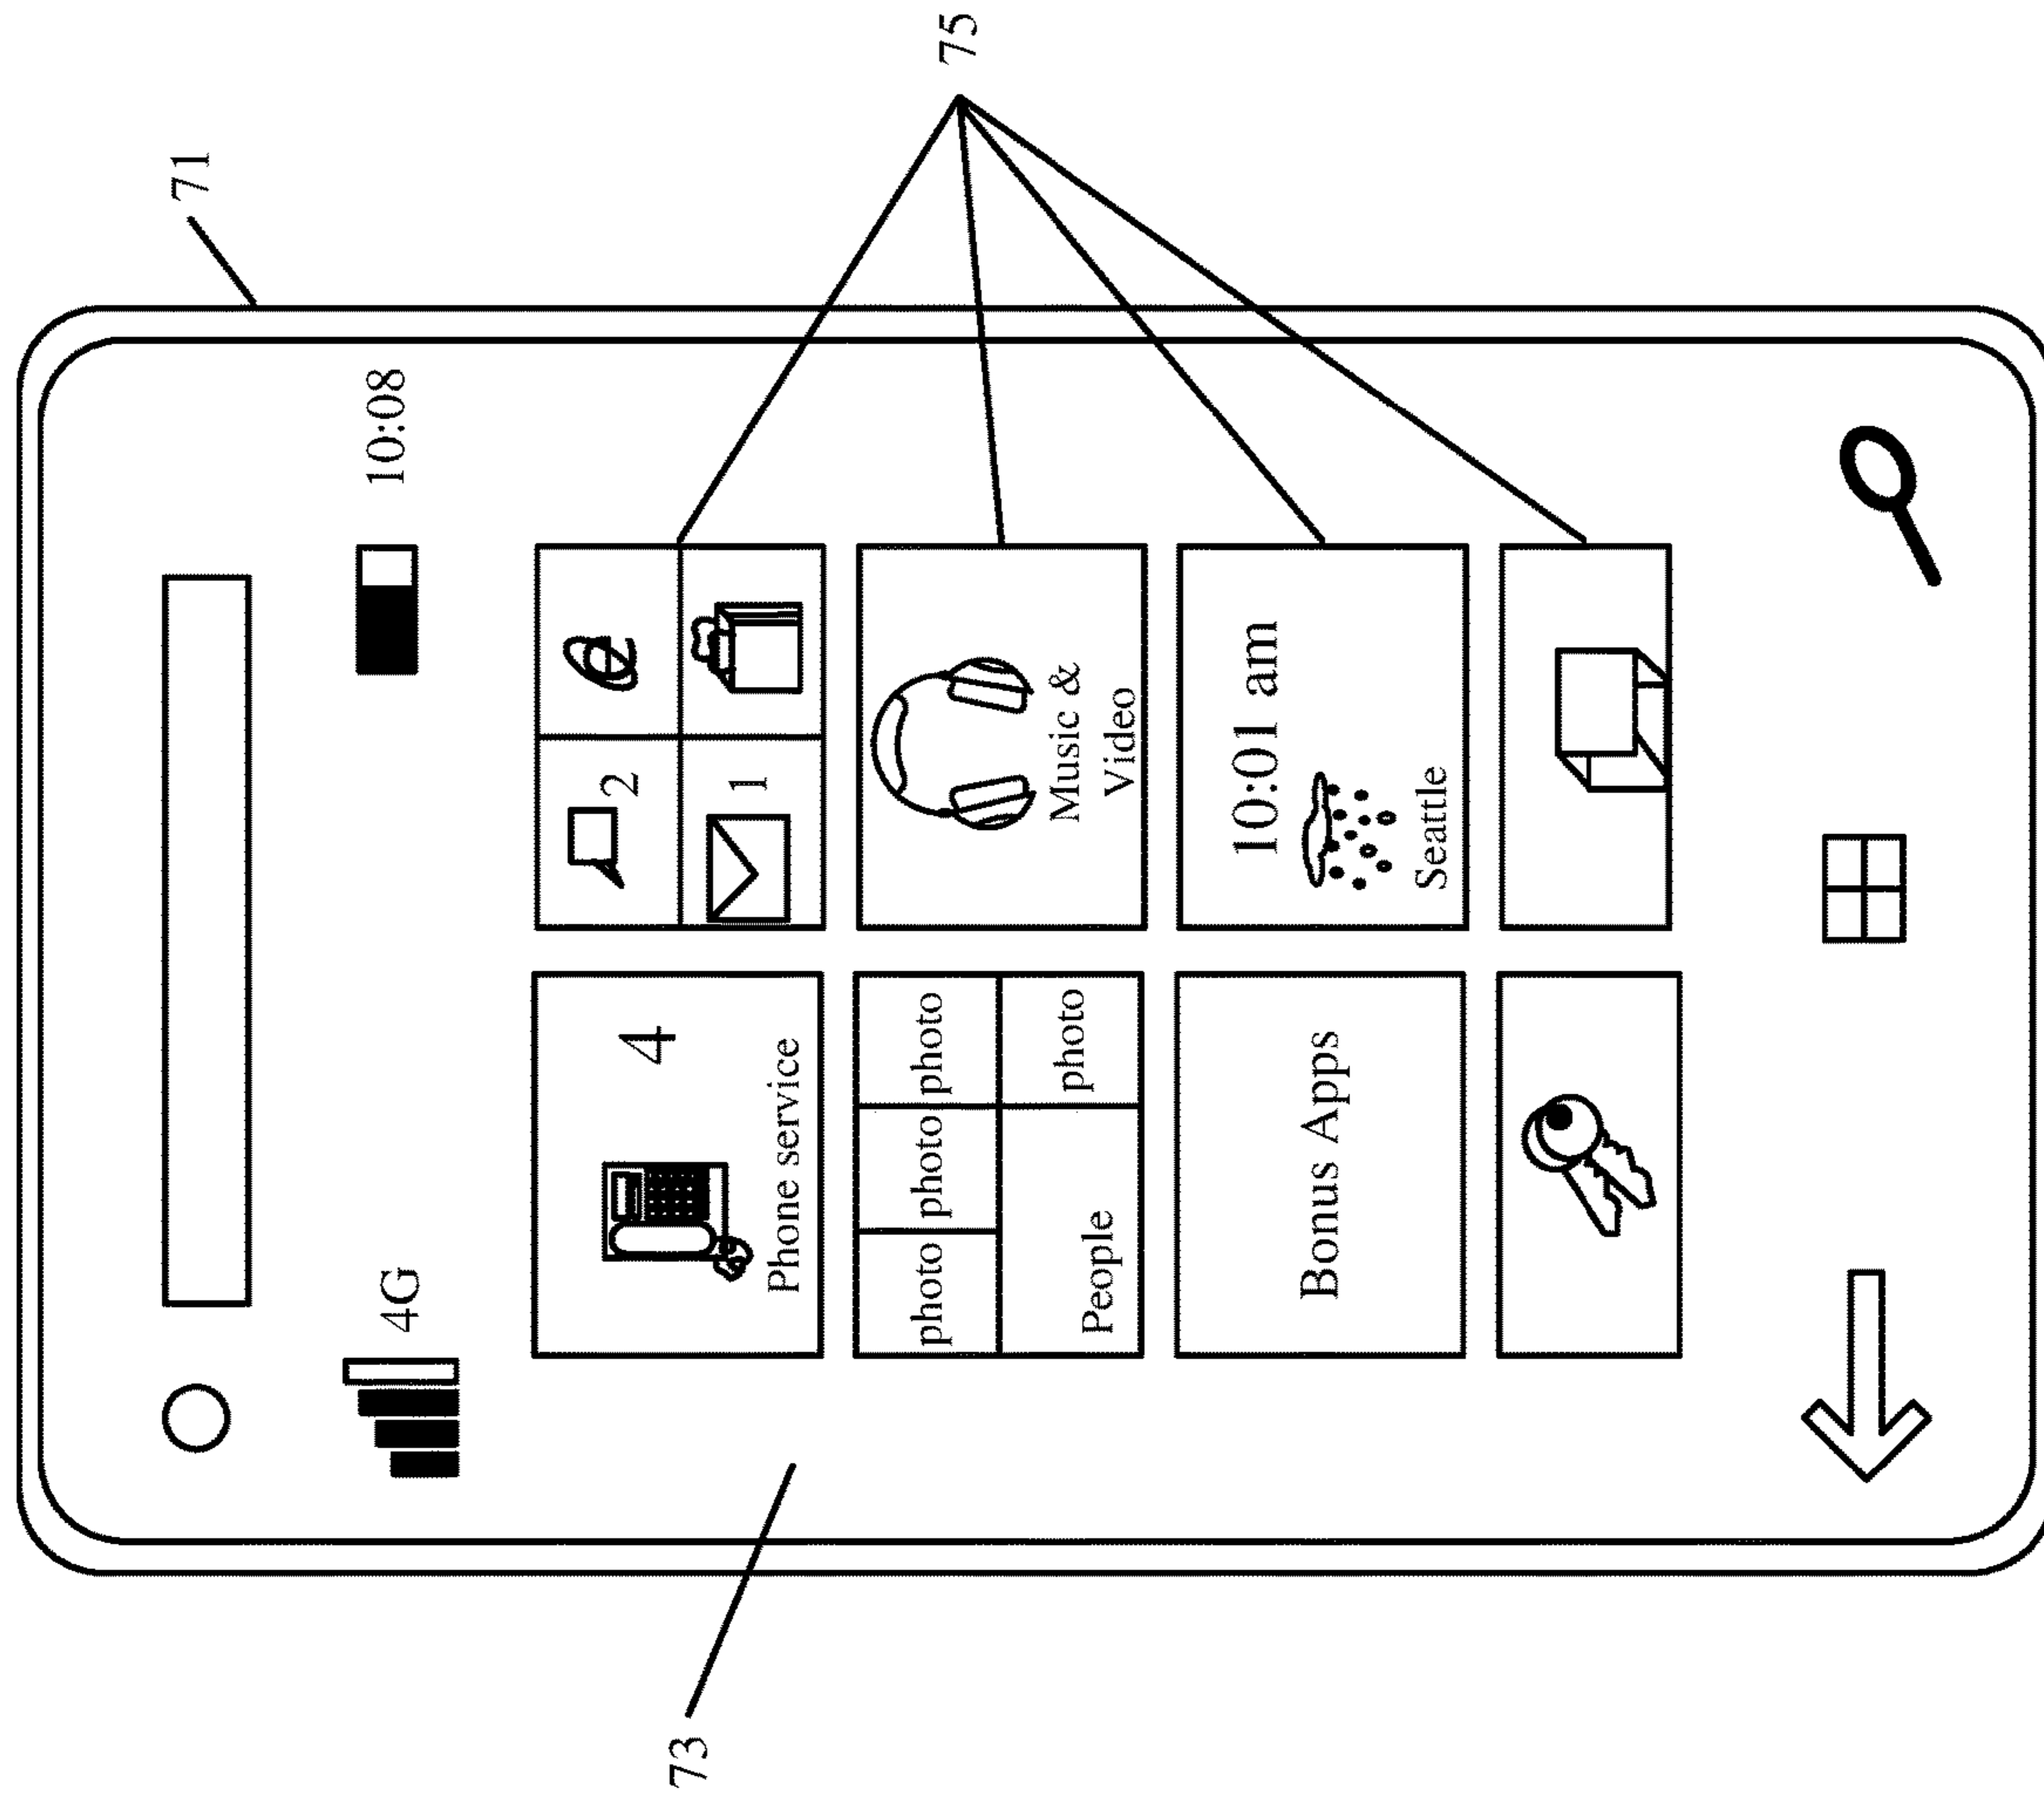 71
4G
10:08
4
Phone service
2
1
73
75
photo
photo
photo
photo
People
Music &
Video
Bonus Apps
10:01 am
Seattle